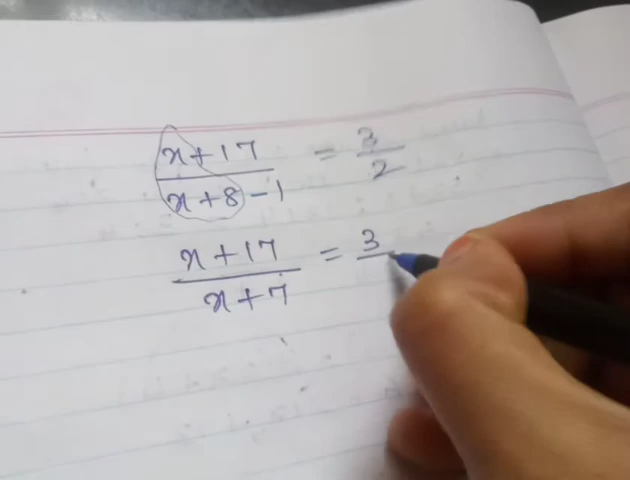 x+17 / x+8-1 = 3/2
x+17 / x+7 = 3/